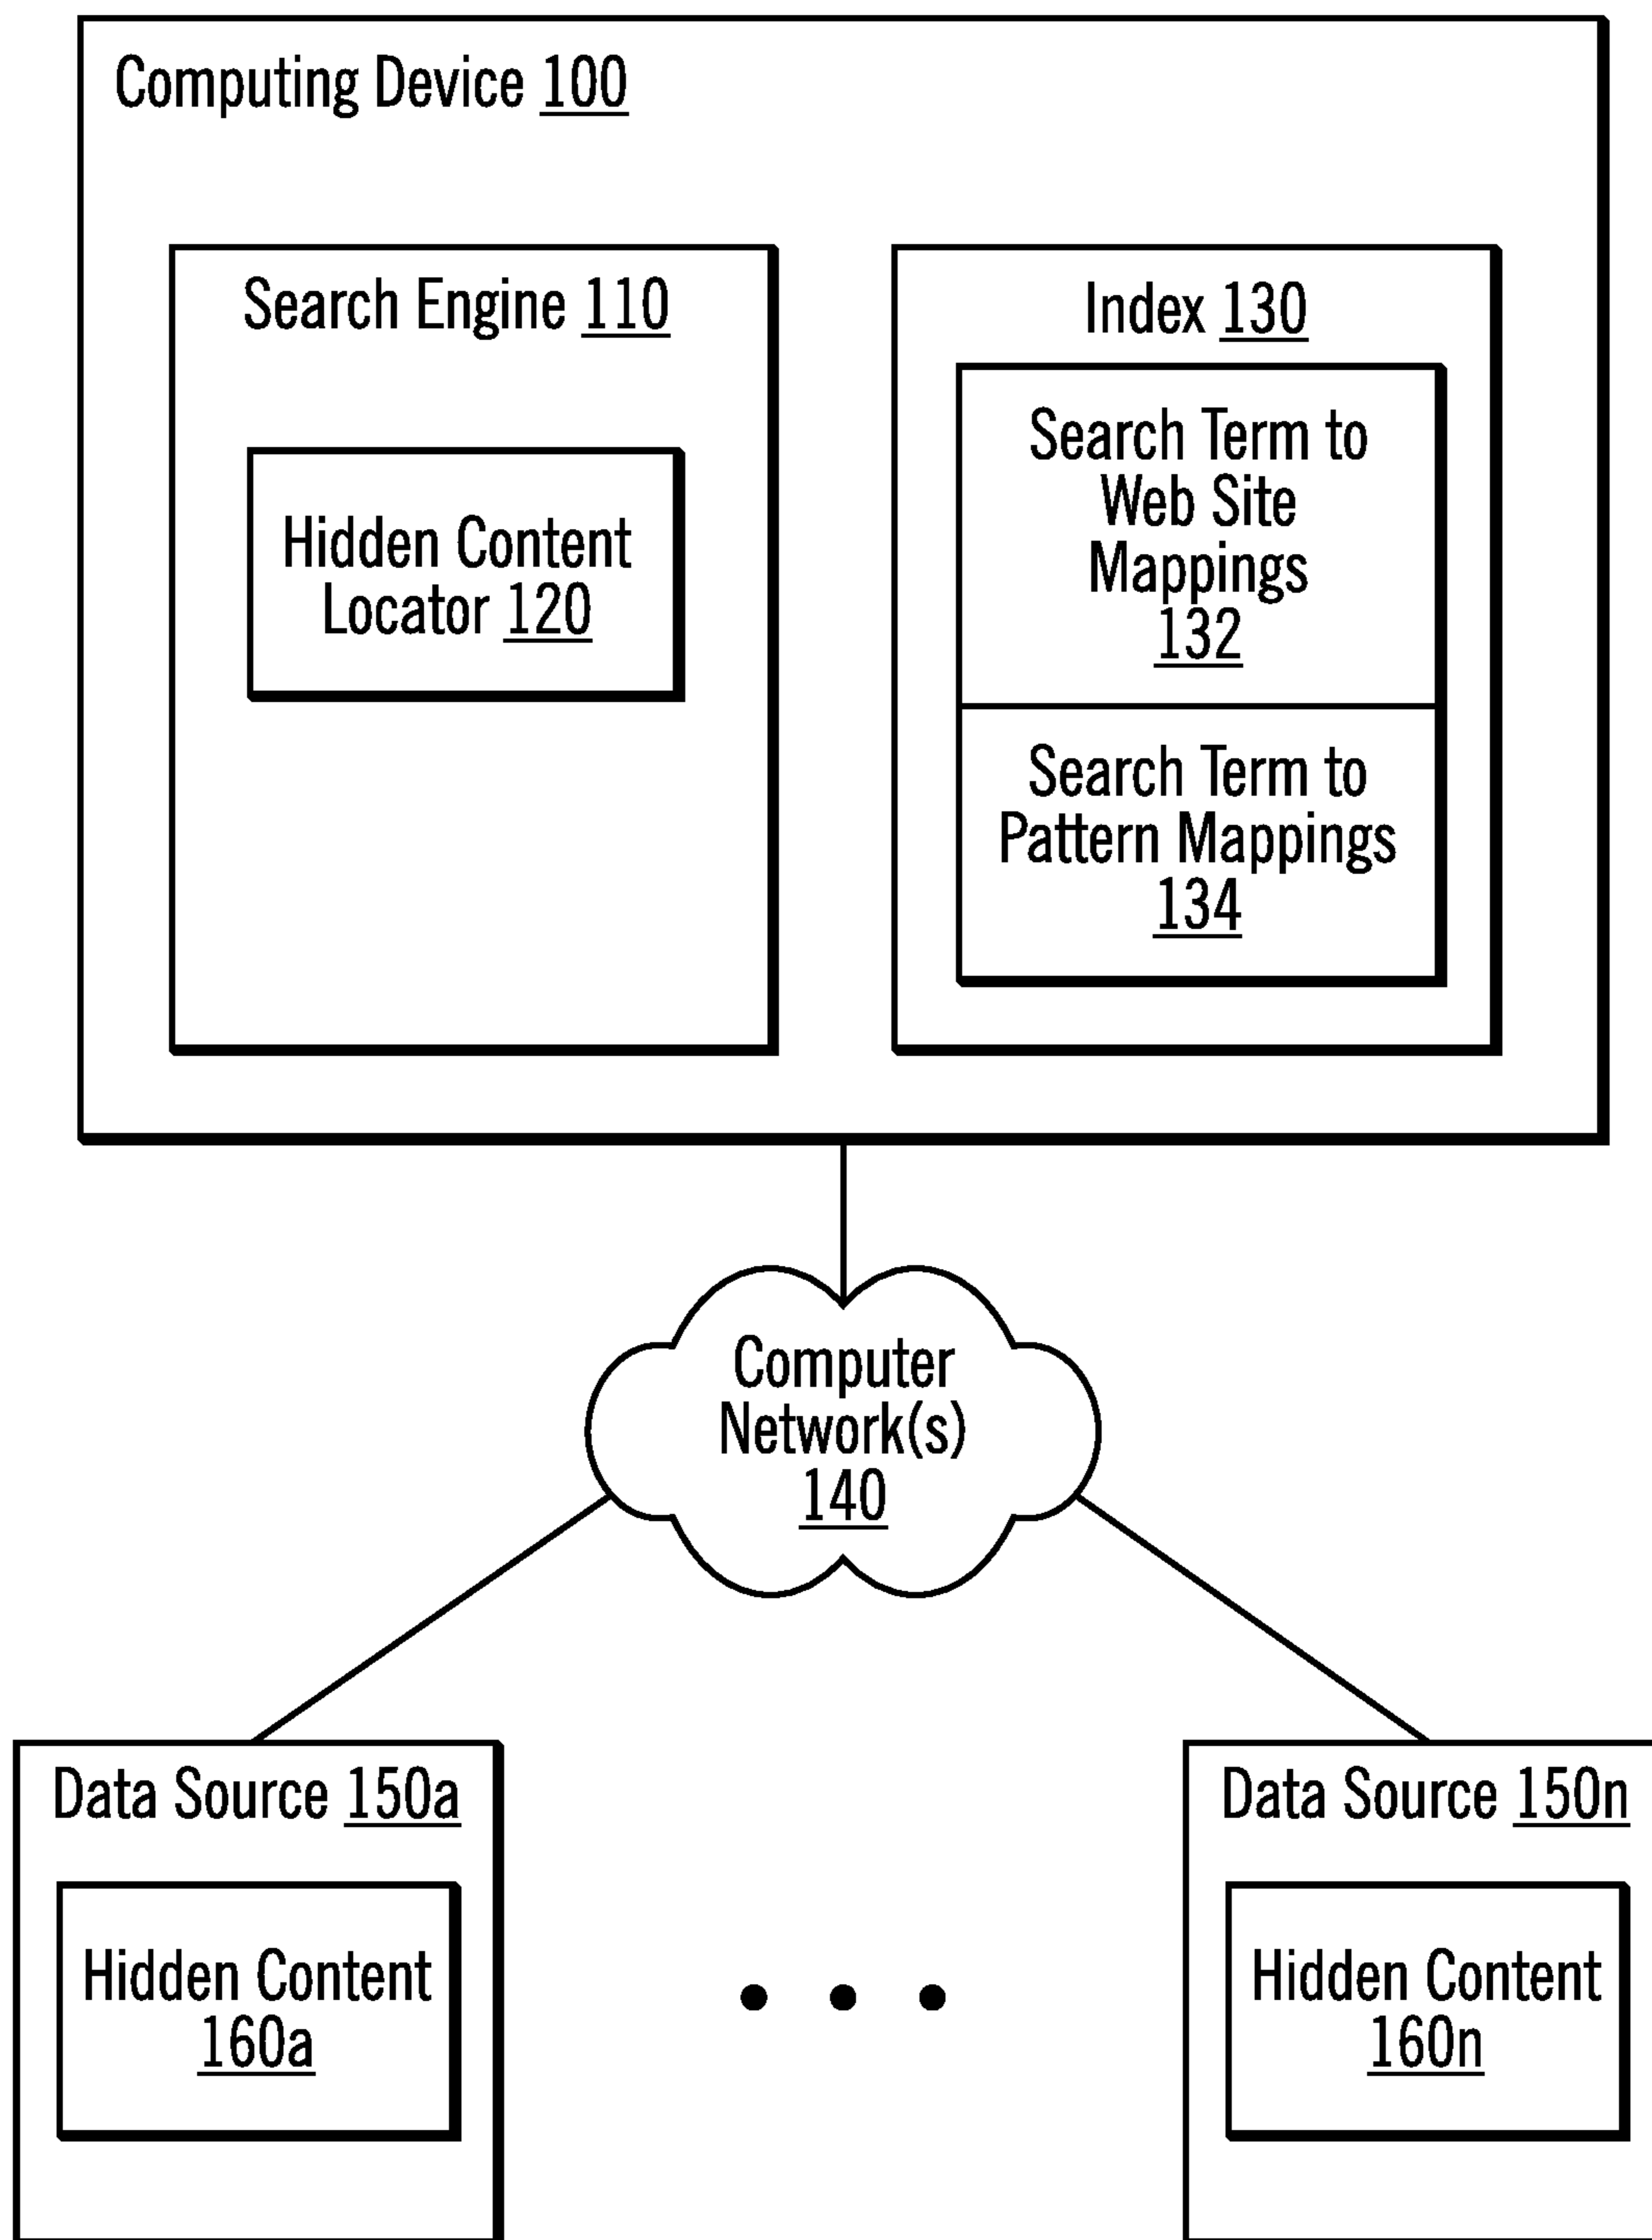 Computing Device 100
Search Engine 110
Hidden Content
Locator 120
Index 130
Search Term to
Web Site
Mappings
132
Search Term to
Pattern Mappings
134
Computer
Network(s)
140
Data Source 150a
Hidden Content
160a
Data Source 150n
Hidden Content
160n